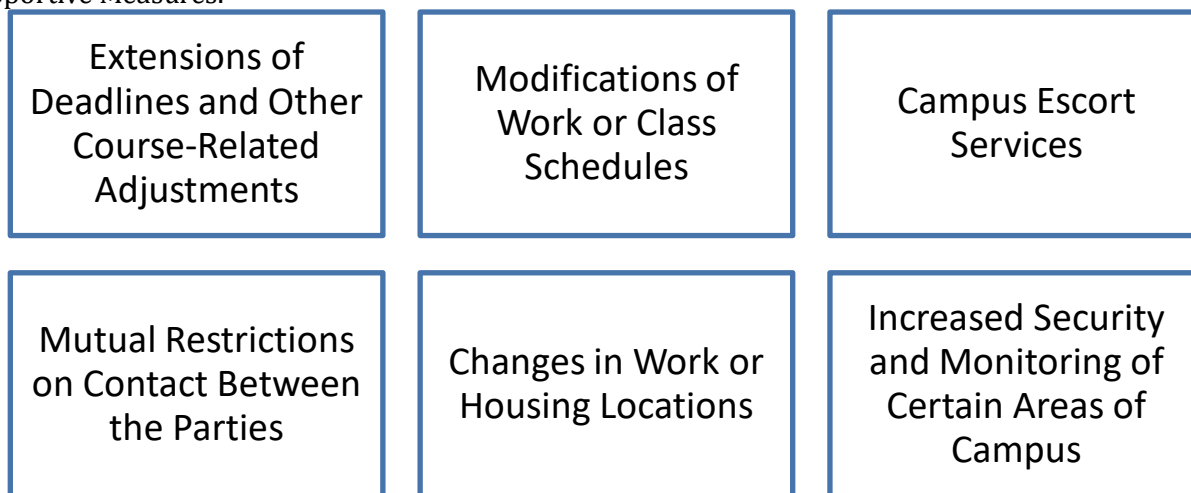 Measures.
Extensions of
Deadlines and Other
Course-Related
Adjustments
Modifications of
Work or Class
Schedules
Campus Escort
Services
Mutual Restrictions
on Contact Between
the Parties
Changes in Work or
Housing Locations
Increased Security
and Monitoring of
Certain Areas of
Campus